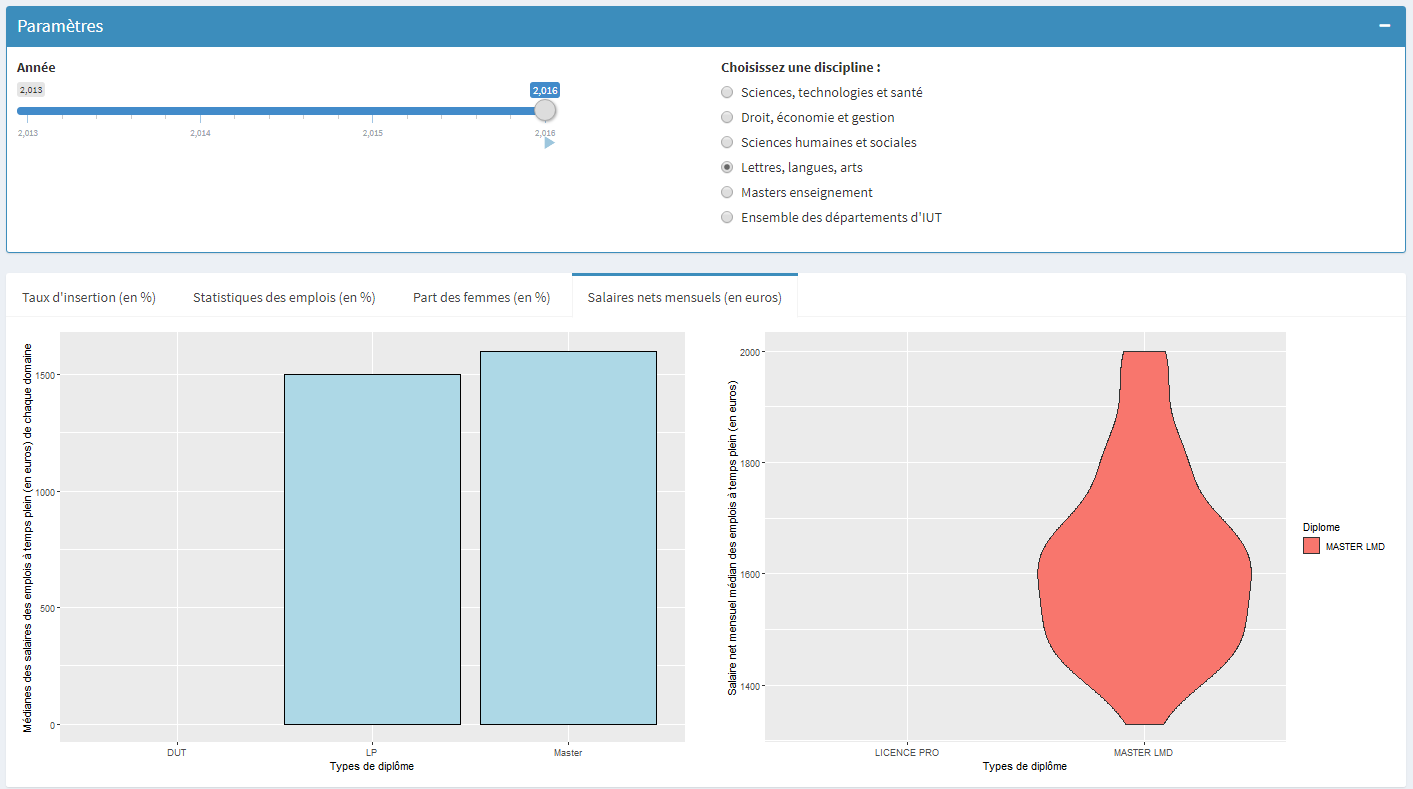 Paramètres
Année
2,013
2,016
2,013
2,014
2,015
2,016
Choisissez une discipline :
Sciences, technologies et santé
Droit, économie et gestion
Sciences humaines et sociales
Lettres, langues, arts
Masters enseignement
Ensemble des départements d'IUT
Taux d'insertion (en %)
Statistiques des emplois (en %)
Part des femmes (en %)
Salaires nets mensuels (en euros)
Médianes des salaires des emplois à temps plein (en euros) de chaque domaine
1500
1000
500
0
DUT
LP
Master
Types de diplôme
Salaire net mensuel médian des emplois à temps plein (en euros)
2000
1800
1600
1400
LICENCE PRO
MASTER LMD
Types de diplôme
Diplome
MASTER LMD